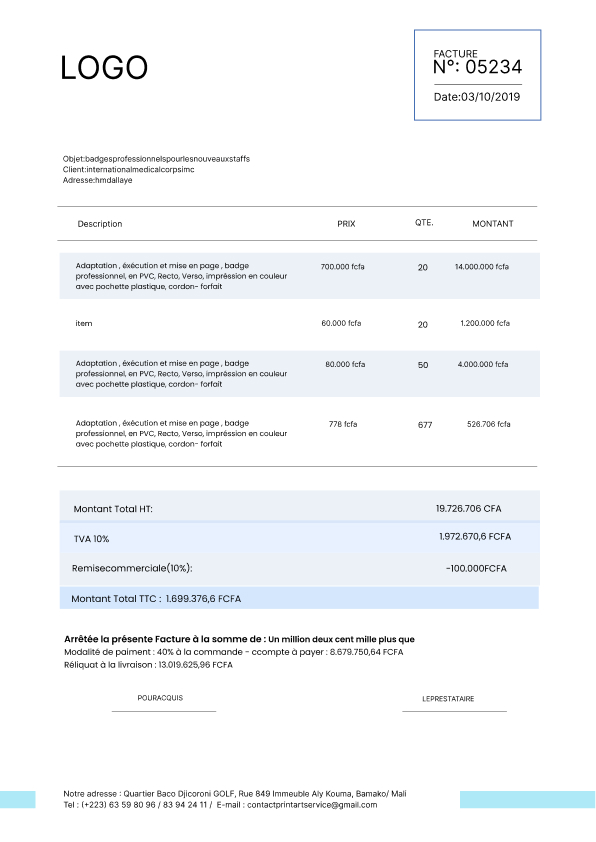 LOGO
FACTURE
N°: 05234
Date:03/10/2019
Objet:badgesprofessionnelspourlesnouveauxstaffs
Client:internationalmedicalcorpsimc
Adresse:hmdallaye
Description PRIX QTE. MONTANT
Adaptation , éxécution et mise en page , badge
professionnel, en PVC, Recto, Verso, impréssion en couleur
avec pochette plastique, cordon- forfait
700.000 fcfa 20 14.000.000 fcfa
item 60.000 fcfa 20 1.200.000 fcfa
Adaptation , éxécution et mise en page , badge
professionnel, en PVC, Recto, Verso, impréssion en couleur
avec pochette plastique, cordon- forfait
80.000 fcfa 50 4.000.000 fcfa
Adaptation , éxécution et mise en page , badge
professionnel, en PVC, Recto, Verso, impréssion en couleur
avec pochette plastique, cordon- forfait
778 fcfa 677 526.706 fcfa
Montant Total HT: 19.726.706 CFA
TVA 10% 1.972.670,6 FCFA
Remisecommerciale(10%): -100.000FCFA
Montant Total TTC : 1.699.376,6 FCFA
Arrêtée la présente Facture à la somme de : Un million deux cent mille plus que
Modalité de paiment : 40% à la commande - ccompte à payer : 8.679.750,64 FCFA
Réliquat à la livraison : 13.019.625,96 FCFA
POURACQUIS LEPRESTATAIRE
Notre adresse : Quartier Baco Djicoroni GOLF, Rue 849 Immeuble Aly Kouma, Bamako/ Mali
Tel : (+223) 63 59 80 96 / 83 94 24 11 / E-mail : contactprintartservice@gmail.com